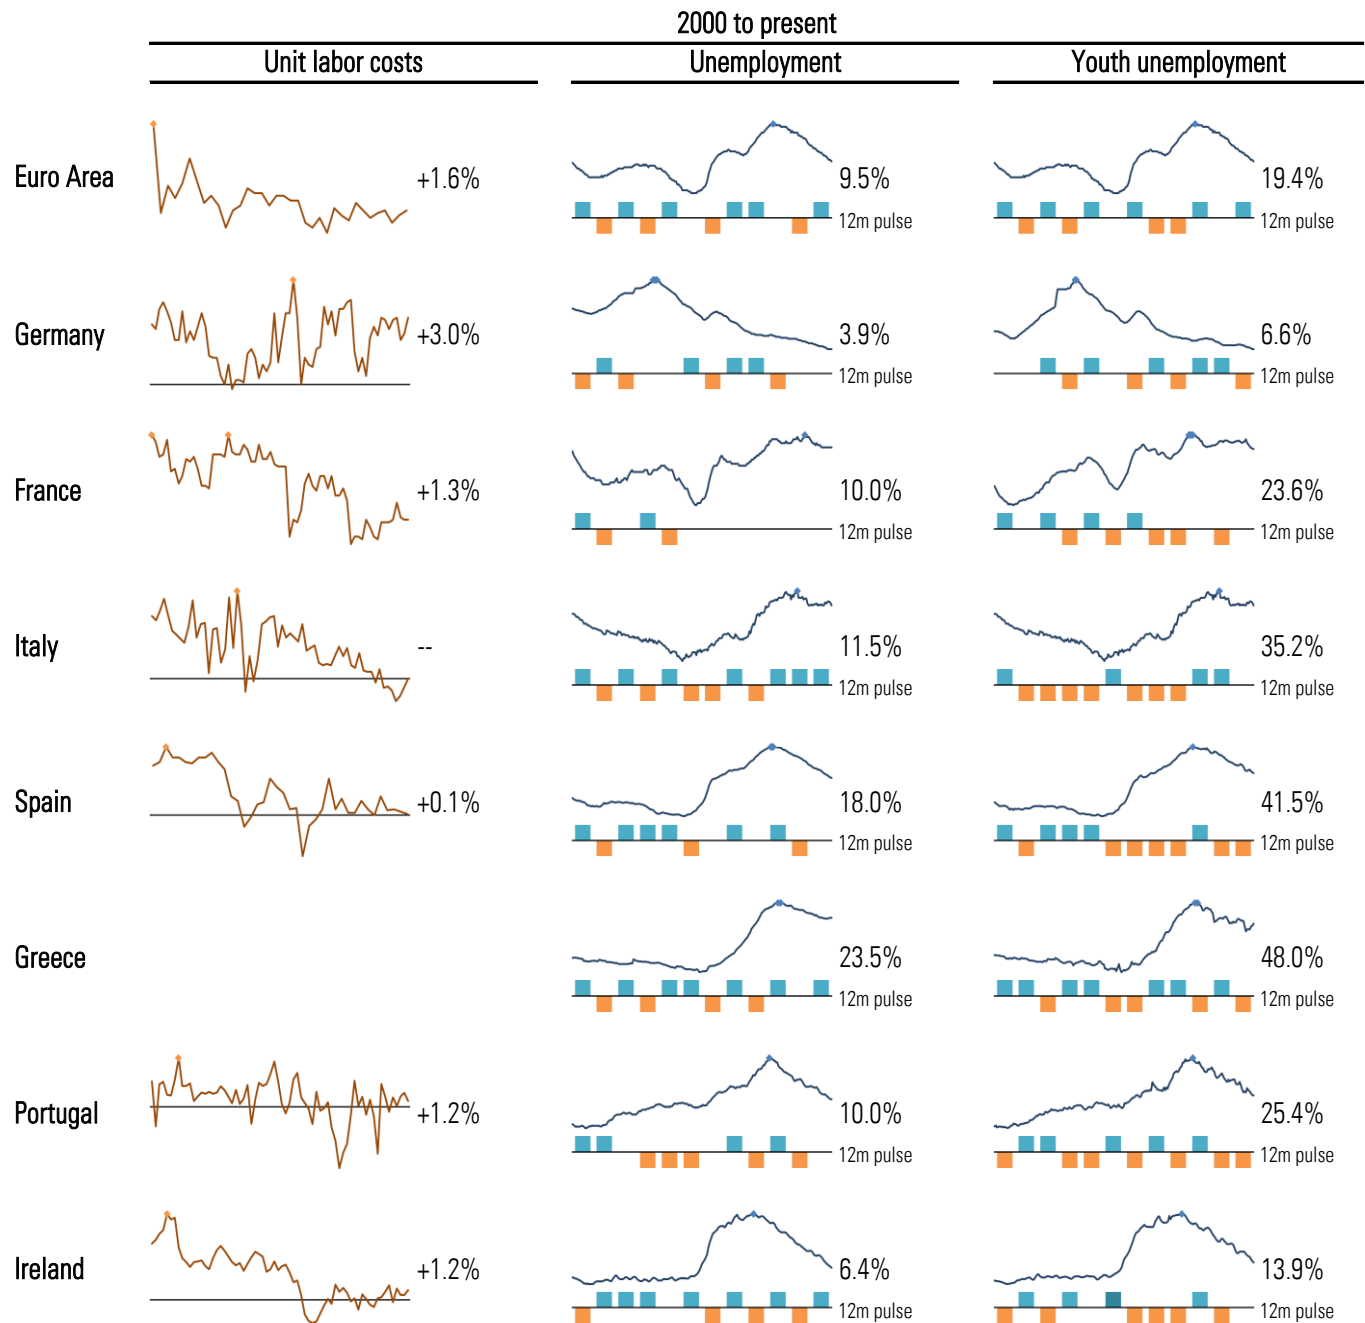 2000 to present
Unit labor costs Unemployment Youth unemployment
Euro Area +1.6% 9.5% 19.4%
12m pulse 12m pulse
Germany +3.0% 3.9% 6.6%
12m pulse 12m pulse
France +1.3% 10.0% 23.6%
12m pulse 12m pulse
Italy -- 11.5% 35.2%
12m pulse 12m pulse
Spain +0.1% 18.0% 41.5%
12m pulse 12m pulse
Greece 23.5% 48.0%
12m pulse 12m pulse
Portugal +1.2% 10.0% 25.4%
12m pulse 12m pulse
Ireland +1.2% 6.4% 13.9%
12m pulse 12m pulse